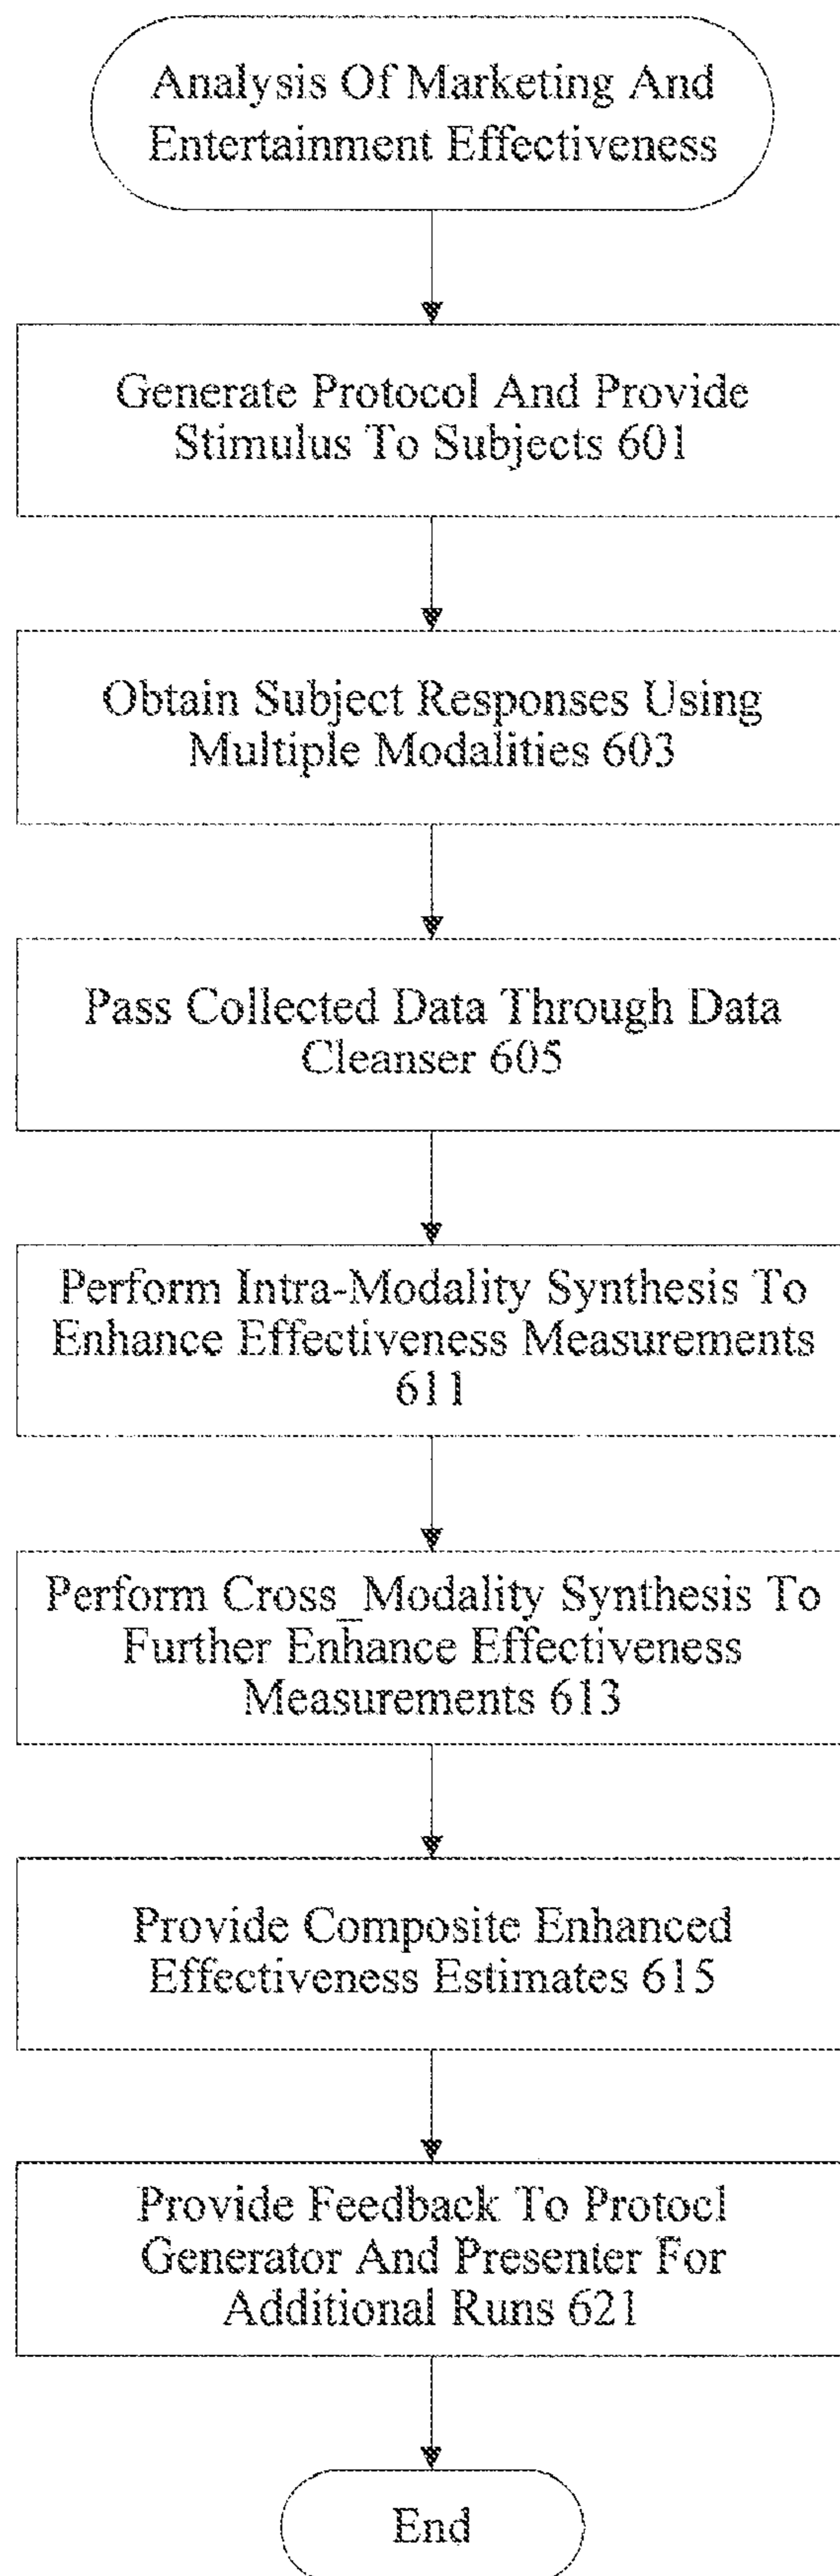 Analysis Of Marketing And
Entertainment Effectiveness
Generate Protocol And Provide
Stimulus To Subjects 601
Obtain Subject Responses Using
Multiple Modalities 603
Pass Collected Data Through Data
Cleanser 605
Perform Intra-Modality Synthesis To
Enhance Effectiveness Measurements
611
Perform Cross_Modality Synthesis To
Further Enhance Effectiveness
Measurements 613
Provide Composite Enhanced
Effectiveness Estimates 615
Provide Feedback To Protocl
Generator And Presenter For
Additional Runs 621
End